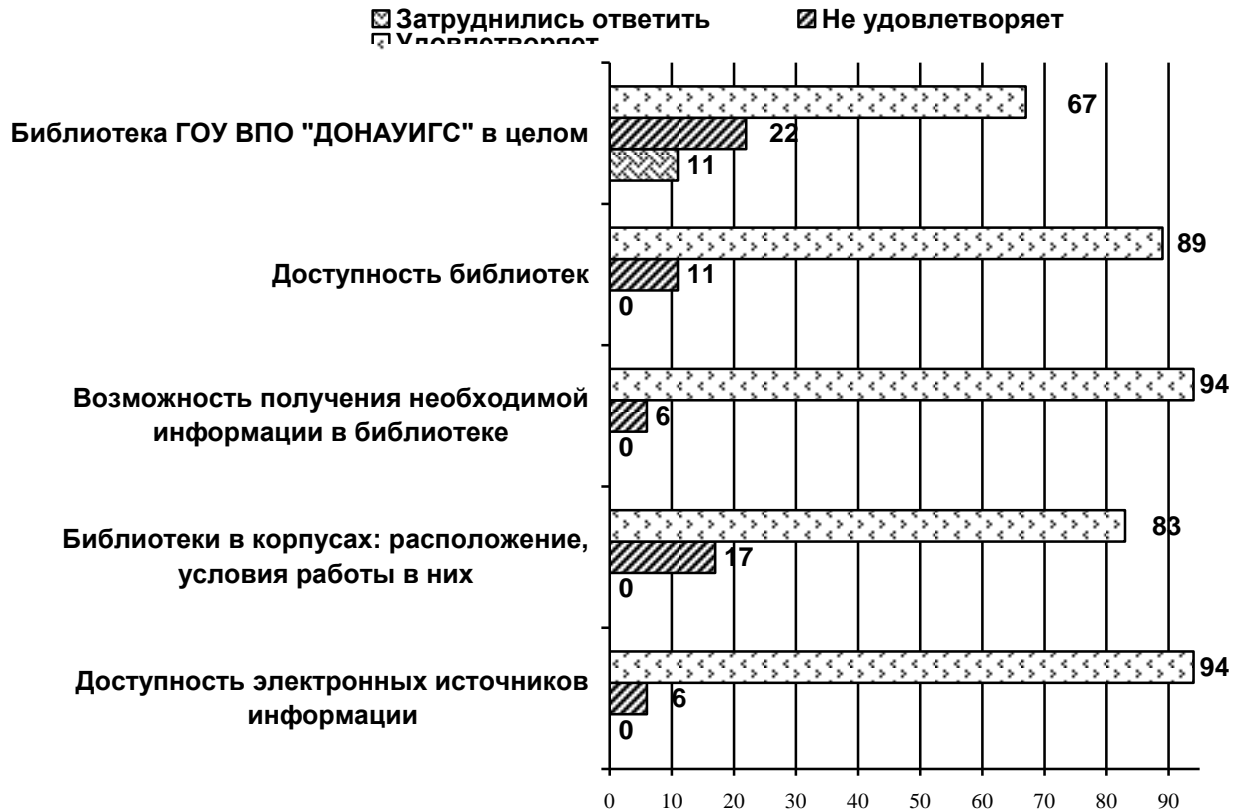 Затруднились ответить Не удовлетворяет
Удовлетворяет
67
Библиотека ГОУ ВПО "ДОНАУИГС" в целом 22
11
89
Доступность библиотек 11
0
94
Возможность получения необходимой
информации в библиотеке
6
0
83
Библиотеки в корпусах: расположение,
условия работы в них
17
0
94
Доступность электронных источников
информации
6
0
0 10 20 30 40 50 60 70 80 90